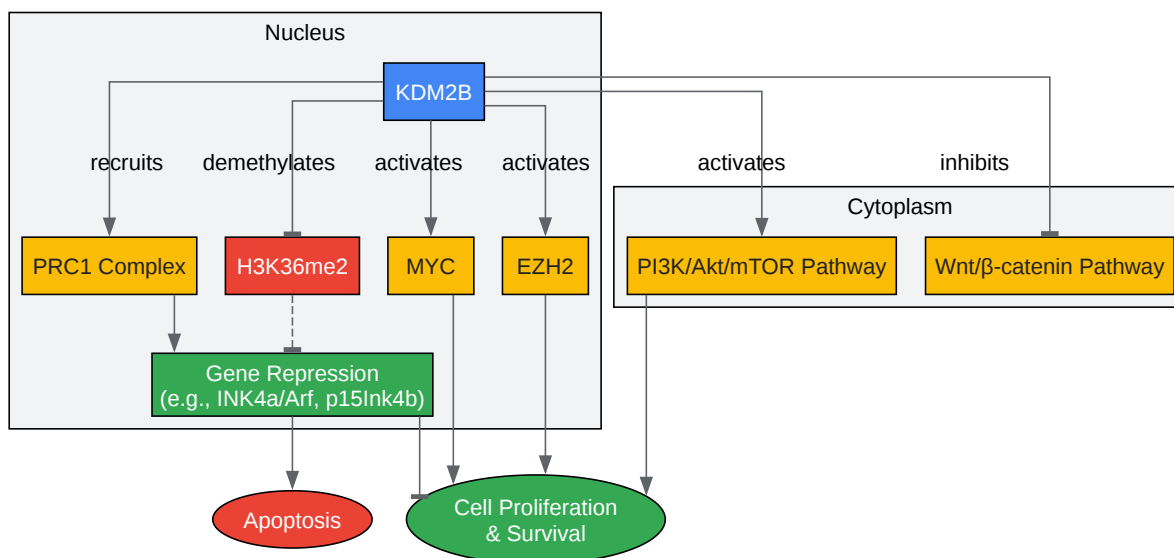 Nucleus
KDM2B
recruits
demethylates
activates
activates
activates
inhibits
Cytoplasm
PRC1 Complex
H3K36me2
MYC
EZH2
PI3K/Akt/mTOR Pathway
Wnt/β-catenin Pathway
Gene Repression
(e.g., INK4a/Arf, p15Ink4b)
Apoptosis
Cell Proliferation
& Survival